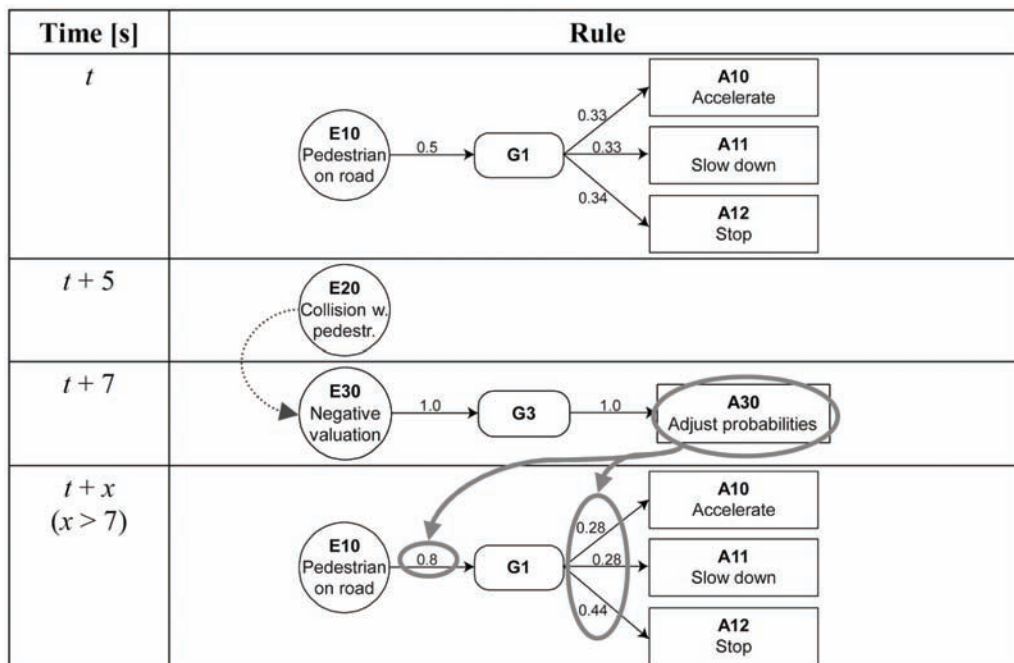 Time [s]
Rule
t
E10
Pedestrian
on road
0.5
G1
0.33
0.33
0.34
A10
Accelerate
A11
Slow down
A12
Stop
t + 5
E20
Collision w.
pedestr.
t + 7
E30
Negative
valuation
1.0
G3
1.0
A30
Adjust probabilities
t + x
(x > 7)
E10
Pedestrian
on road
0.8
G1
0.28
0.28
0.44
A10
Accelerate
A11
Slow down
A12
Stop